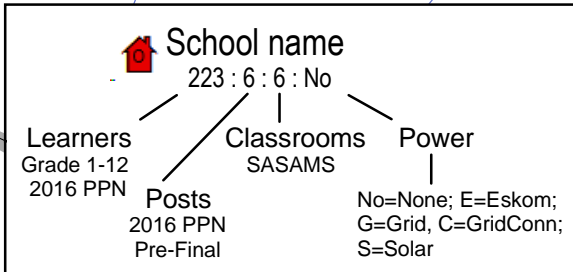 School name
223 : 6 : 6 : No
Learners
Grade 1-12
2016 PPN
Posts
2016 PPN
Pre-Final
Classrooms
SASAMS
Power
No=None; E=Eskom;
G=Grid, C=GridConn;
S=Solar